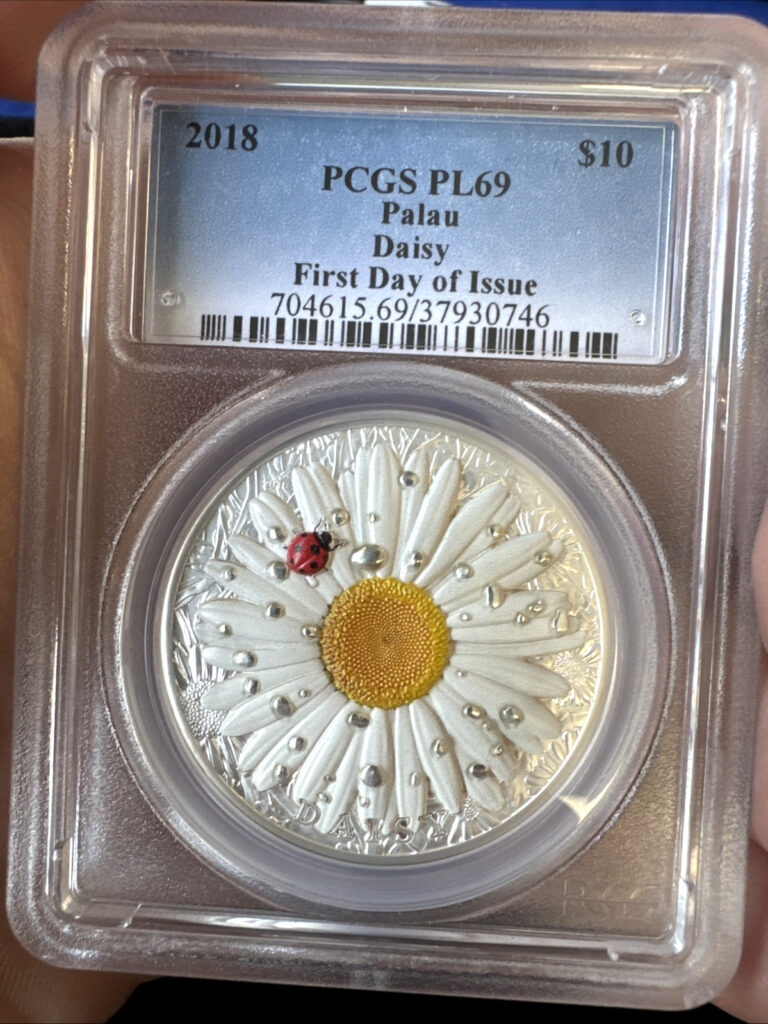 2018 $10
PCGS PL69
Palau
Daisy
First Day of Issue
704615.69/37930746
DAISY